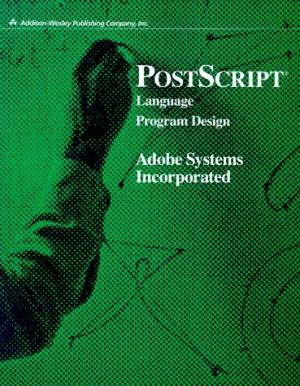 Addison-Wesley Publishing Company, Inc.
POSTSCRIPT®
Language
Program Design
Adobe Systems
Incorporated